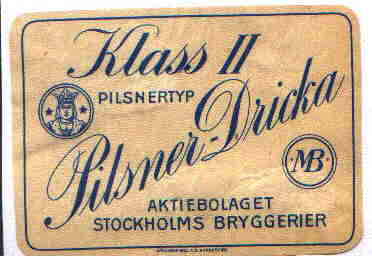 Klass II
PILSNERTYP
Pilsner-Dricka
MB
AKTIEBOLAGET
STOCKHOLMS BRYGGERIER